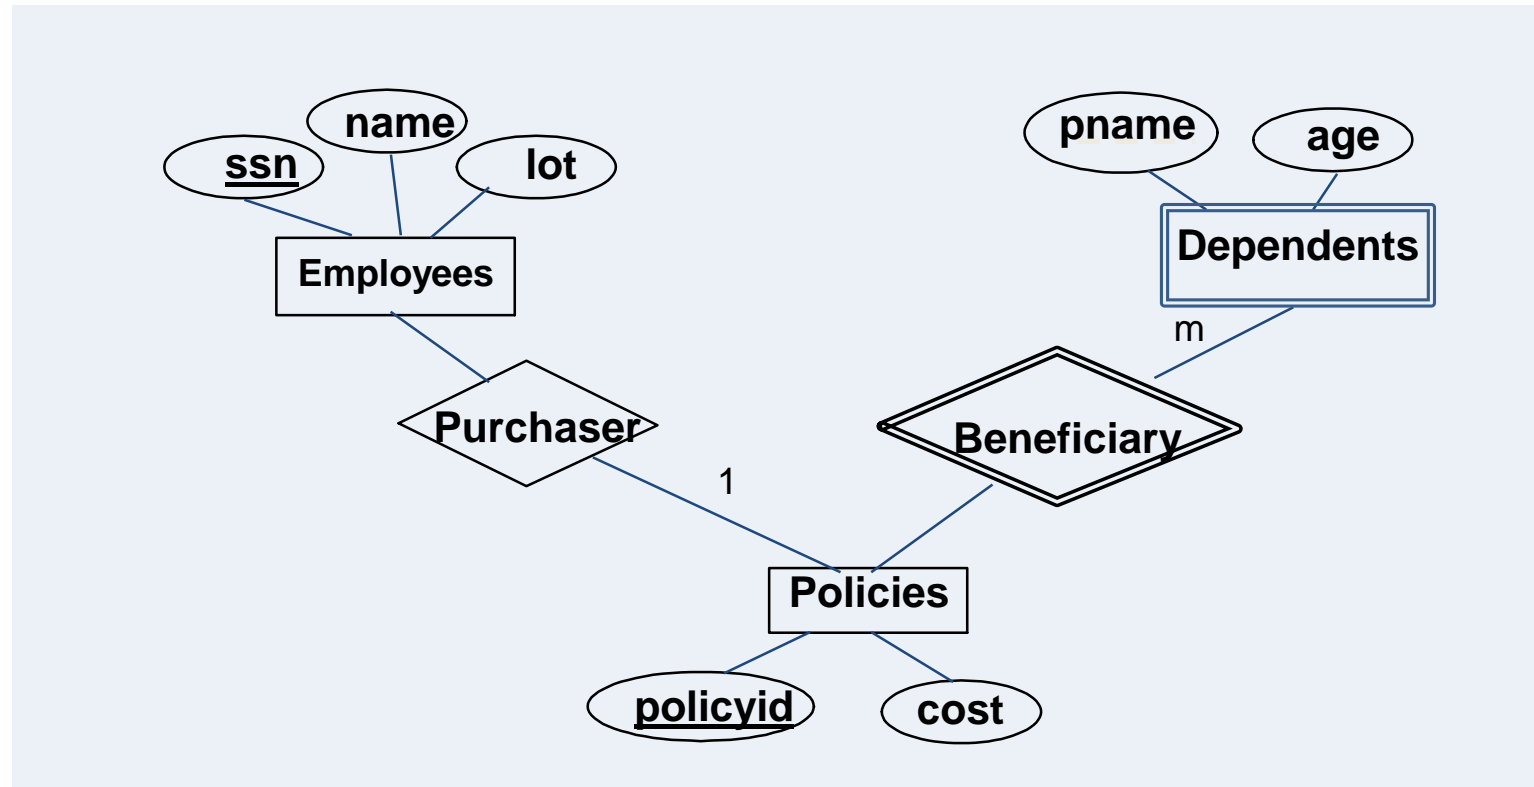 name
ssn
lot
pname
age
Employees
Dependents
m
Purchaser
Beneficiary
1
Policies
policyid
cost